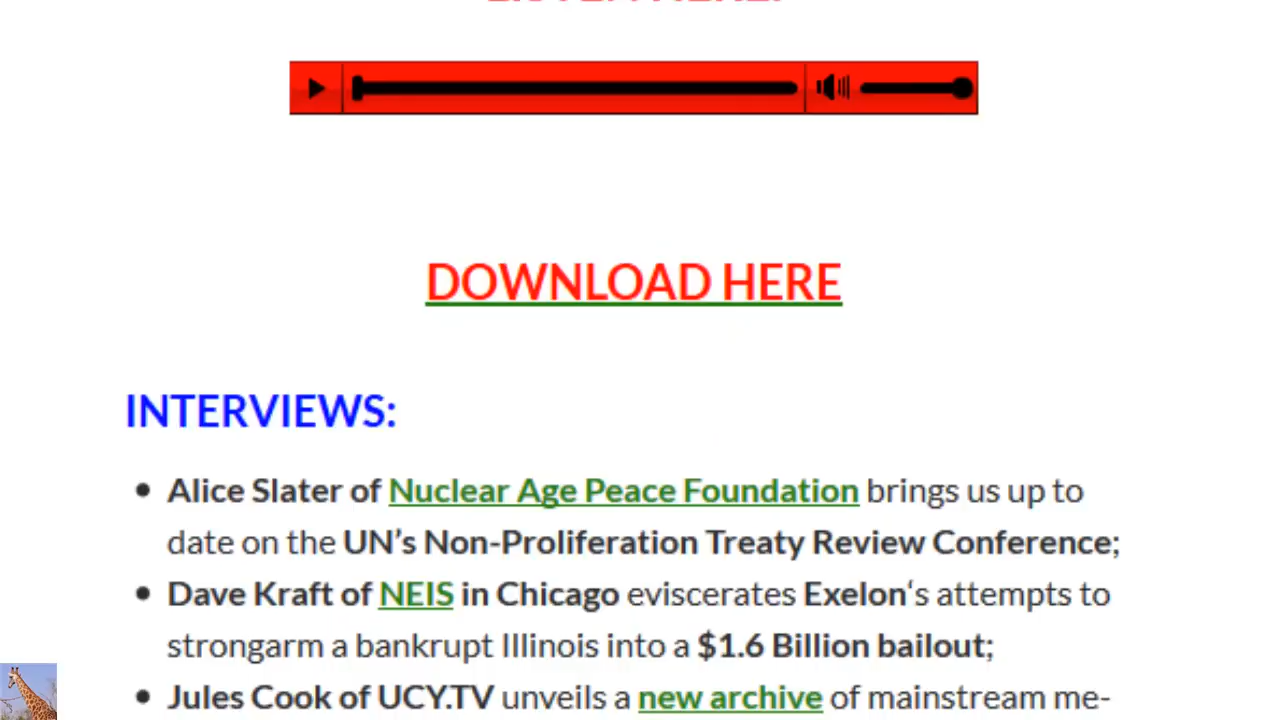 DOWNLOAD HERE
INTERVIEWS:
• Alice Slater of Nuclear Age Peace Foundation brings us up to
date on the UN’s Non-Proliferation Treaty Review Conference;
• Dave Kraft of NEIS in Chicago eviscerates Exelon‘s attempts to
strongarm a bankrupt Illinois into a $1.6 Billion bailout;
• Jules Cook of UCY.TV unveils a new archive of mainstream me-